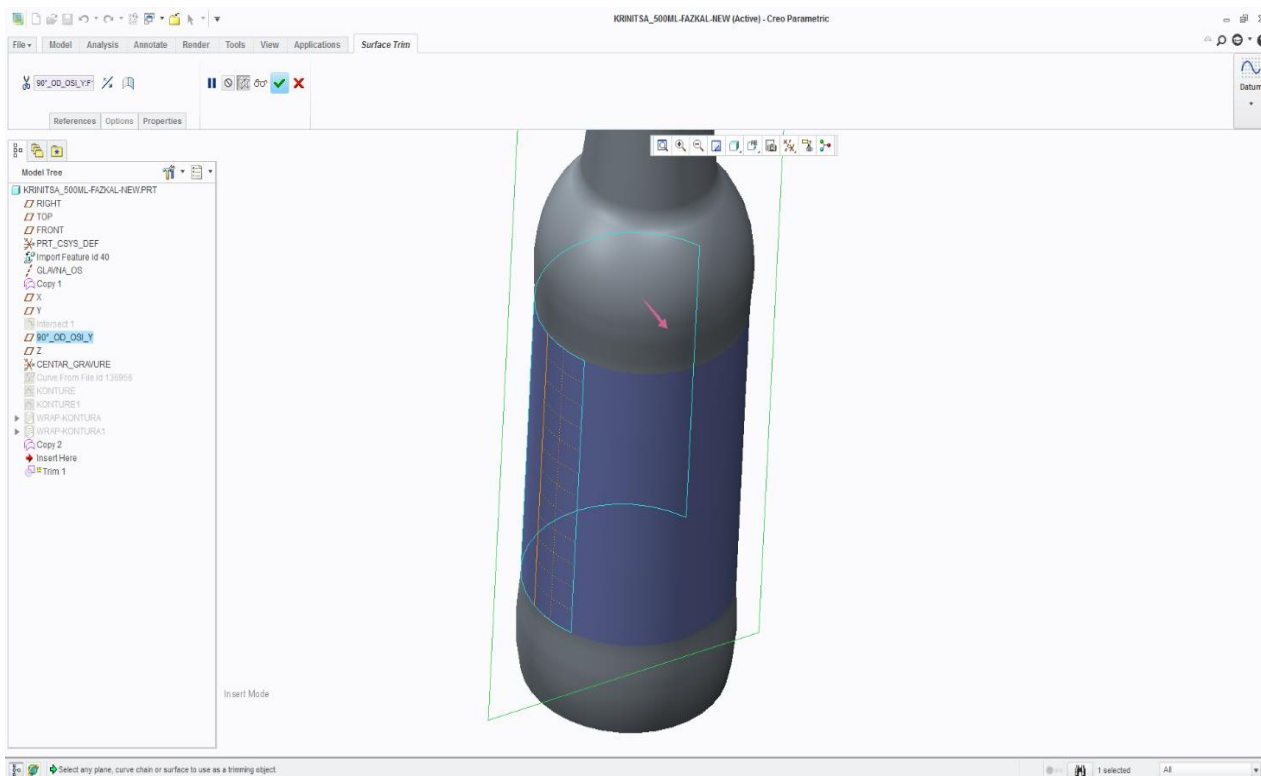 KRINITSA_500ML-FAZKAL-NEW (Active) - Creo Parametric
File Model Analysis Annotate Render Tools View Applications Surface Trim
90°_OD_OSI_Y:F
Datum
References Options Properties
Model Tree
KRINITSA_500ML-FAZKAL-NEW.PRT
RIGHT
TOP
FRONT
PRT_CSYS_DEF
Import Feature id 40
GLAVNA_OS
Copy 1
X
Y
Intersect 1
90°_OD_OSI_Y
Z
CENTAR_GRAVURE
Curve From File id 136956
KONTURE
KONTURE1
WRAP-KONTURA
WRAP-KONTURA1
Copy 2
Insert Here
Trim 1
Insert Mode
Select any plane, curve chain or surface to use as a trimming object.
1 selected
All